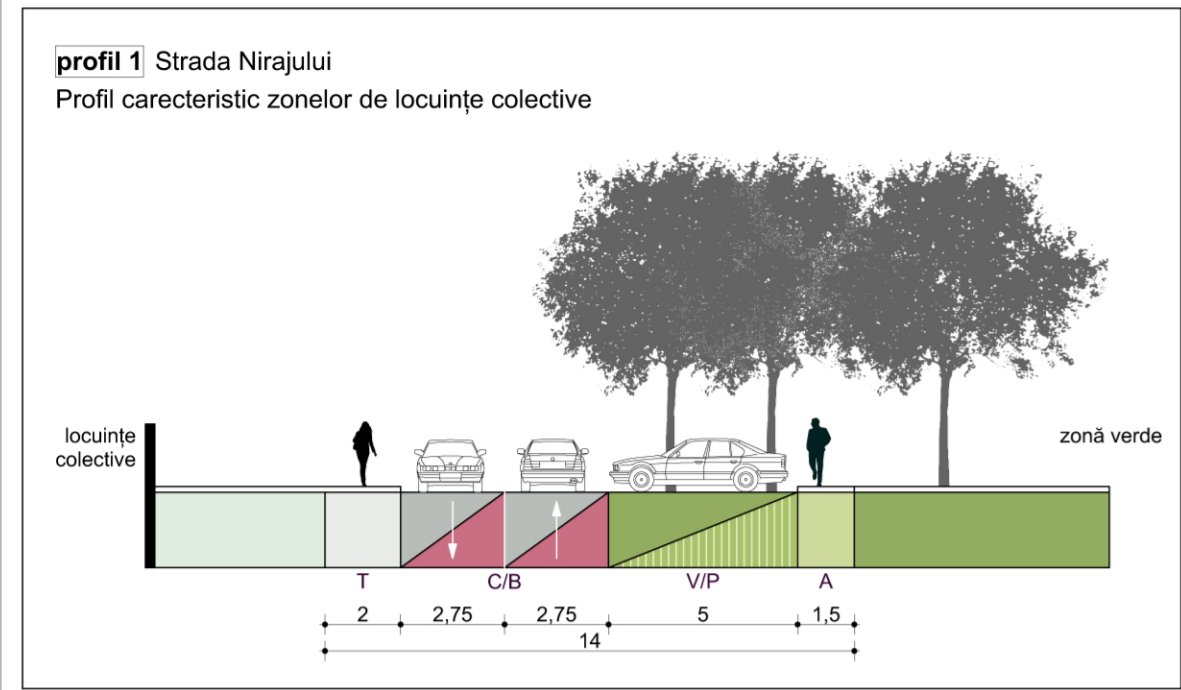 profil 1 Strada Nirajului
Profil carecteristic zonelor de locuințe colective
locuințe
colective
zonă verde
T C/B V/P A
2 2,75 2,75 5 1,5
14